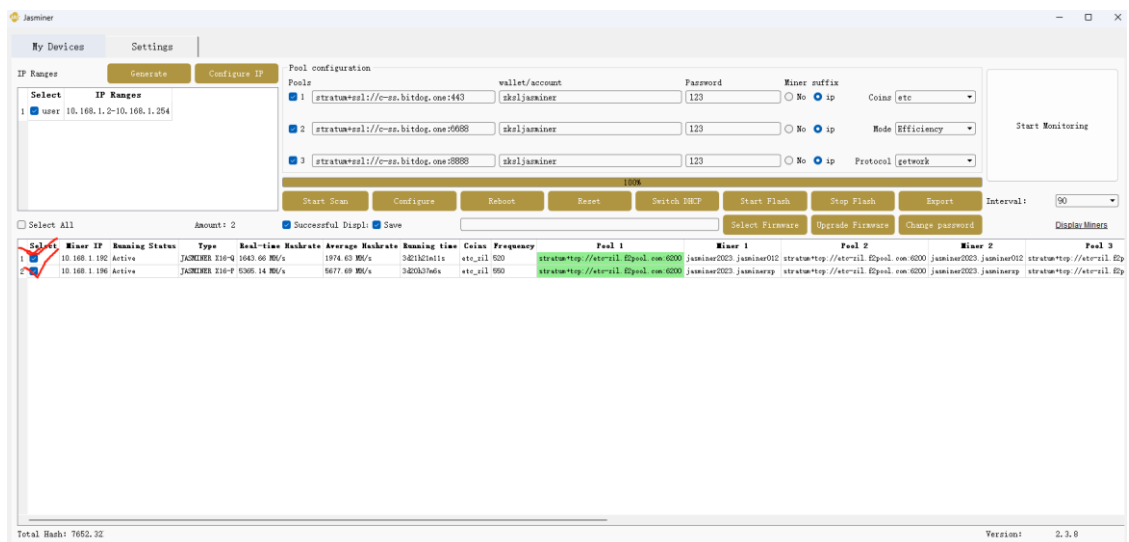 Jasminer
My Devices Settings
IP Ranges Generate Configure IP
Select IP Ranges
1 user 10.168.1.2-10.168.1.254
Pool configuration
Pools wallet/account Password Miner suffix
1 stratum+ssl://c-ss.bitdog.one:443 zksljasminer 123 No ip Coins etc
2 stratum+ssl://c-ss.bitdog.one:6688 zksljasminer 123 No ip Mode Efficiency
3 stratum+ssl://c-ss.bitdog.one:8888 zksljasminer 123 No ip Protocol getwork
Start Monitoring
100%
Start Scan Configure Reboot Reset Switch DHCP Start Flash Stop Flash Export Interval: 90
Select All Amount: 2 Successful Displ: Save Select Firmware Upgrade Firmware Change password Display Miners
Select Miner IP Running Status Type Real-time Hashrate Average Hashrate Running time Coins Frequency Pool 1 Miner 1 Pool 2 Miner 2 Pool 3
1 10.168.1.192 Active JASMINER X16-Q 1643.66 MH/s 1974.63 MH/s 3d21h21m11s etc_zil 520 stratum+tcp://etc-zil.f2pool.com:6200 jasminer2023.jasminer012 stratum+tcp://etc-zil.f2pool.com:6200 jasminer2023.jasminer012 stratum+tcp://etc-zil.f2p
2 10.168.1.196 Active JASMINER X16-P 5365.14 MH/s 5677.69 MH/s 3d20h37m6s etc_zil 550 stratum+tcp://etc-zil.f2pool.com:6200 jasminer2023.jasminerxp stratum+tcp://etc-zil.f2pool.com:6200 jasminer2023.jasminerxp stratum+tcp://etc-zil.f2p
Total Hash: 7652.32 Version: 2.3.8